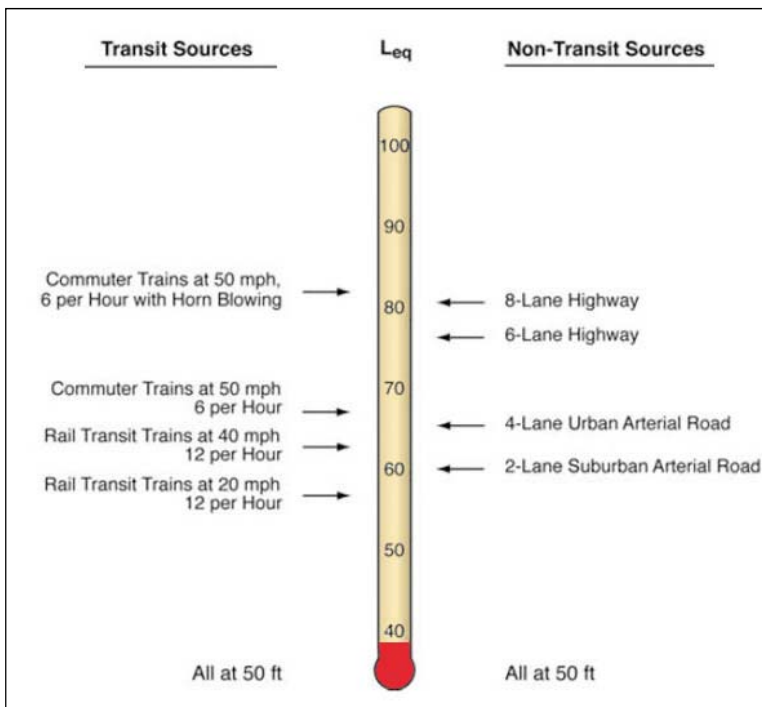 Transit Sources
Leq
Non-Transit Sources
100
90
Commuter Trains at 50 mph,
6 per Hour with Horn Blowing
80
8-Lane Highway
6-Lane Highway
70
Commuter Trains at 50 mph
6 per Hour
4-Lane Urban Arterial Road
Rail Transit Trains at 40 mph
12 per Hour
60
2-Lane Suburban Arterial Road
Rail Transit Trains at 20 mph
12 per Hour
50
40
All at 50 ft
All at 50 ft